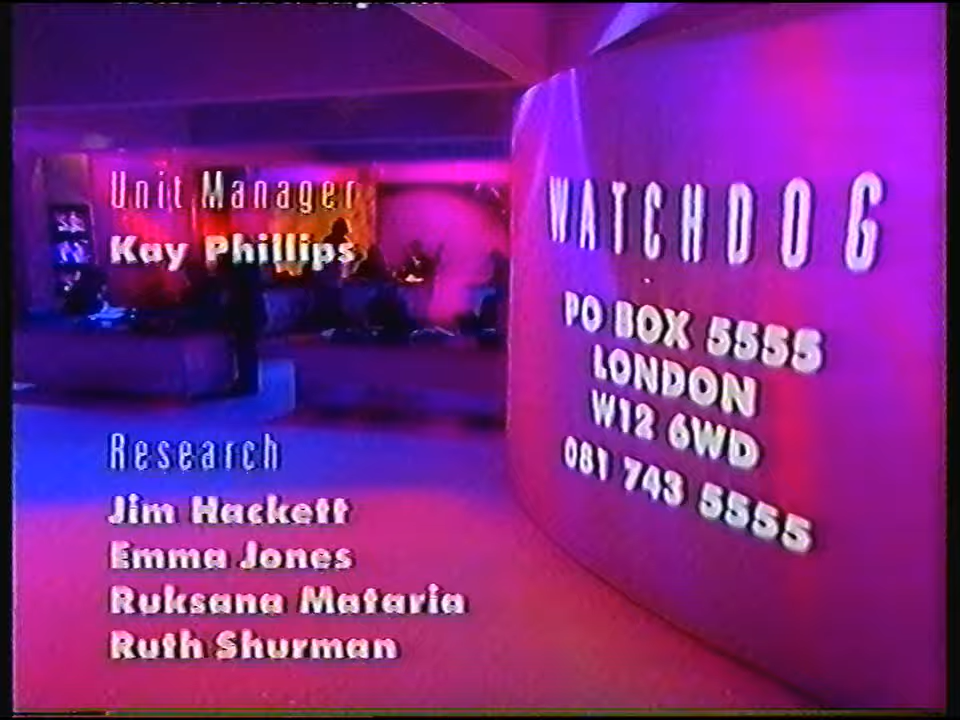 Unit Manager
Kay Phillips
Research
Jim Hackett
Emma Jones
Ruksana Mataria
Ruth Shurman
WATCHDOG
PO BOX 5555
LONDON
W12 6WD
081 743 5555